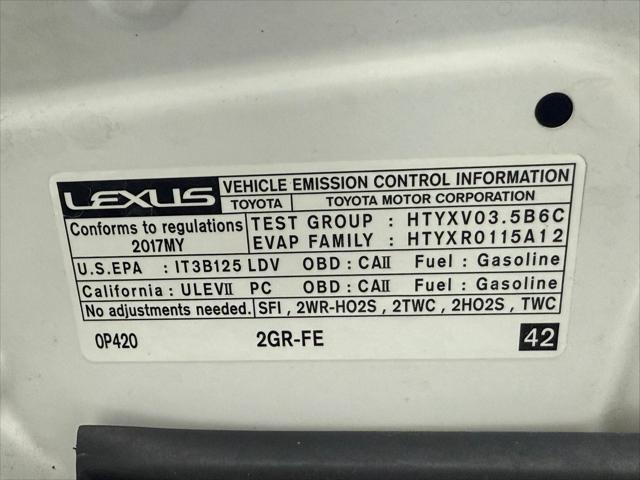 LEXUS VEHICLE EMISSION CONTROL INFORMATION
TOYOTA TOYOTA MOTOR CORPORATION
Conforms to regulations
2017MY
TEST GROUP : HTYXV03.5B6C
EVAP FAMILY : HTYXR0115A12
U.S.EPA : IT3B125 LDV OBD : CAII Fuel : Gasoline
California : ULEVII PC OBD : CAII Fuel : Gasoline
No adjustments needed. SFI , 2WR-HO2S , 2TWC , 2HO2S , TWC
0P420 2GR-FE 42